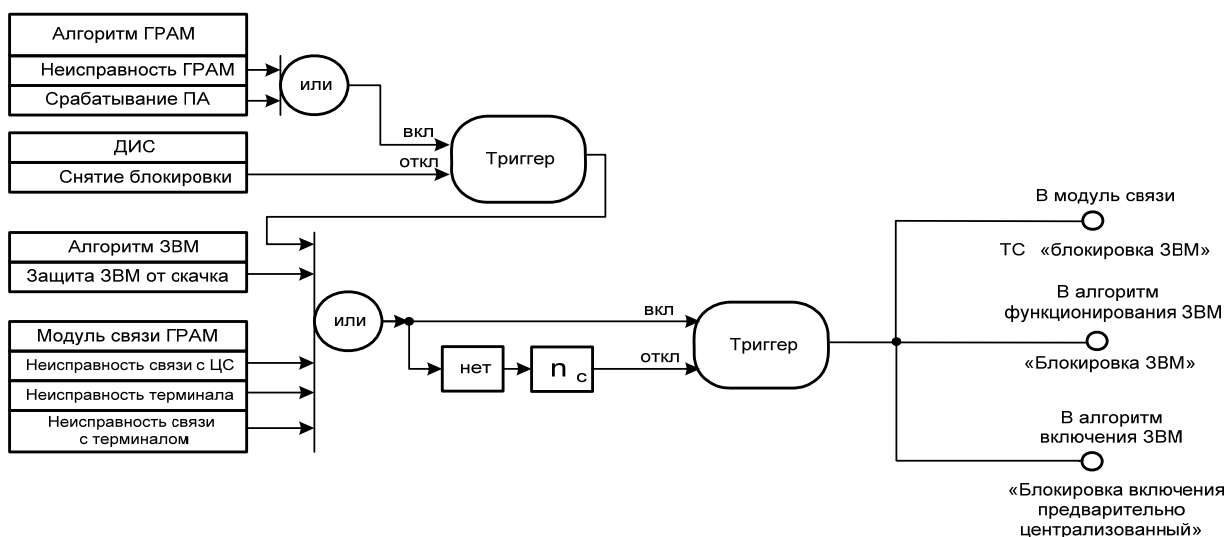 Алгоритм ГРАМ
Неисправность ГРАМ
Срабатывание ПА
или
ДИС
Снятие блокировки
вкл
откл
Триггер
Алгоритм ЗВМ
Защита ЗВМ от скачка
Модуль связи ГРАМ
Неисправность связи с ЦС
Неисправность терминала
Неисправность связи
с терминалом
или
нет
n с
вкл
откл
Триггер
В модуль связи
ТС «блокировка ЗВМ»
В алгоритм
функционирования ЗВМ
«Блокировка ЗВМ»
В алгоритм
включения ЗВМ
«Блокировка включения
предварительно
централизованный»